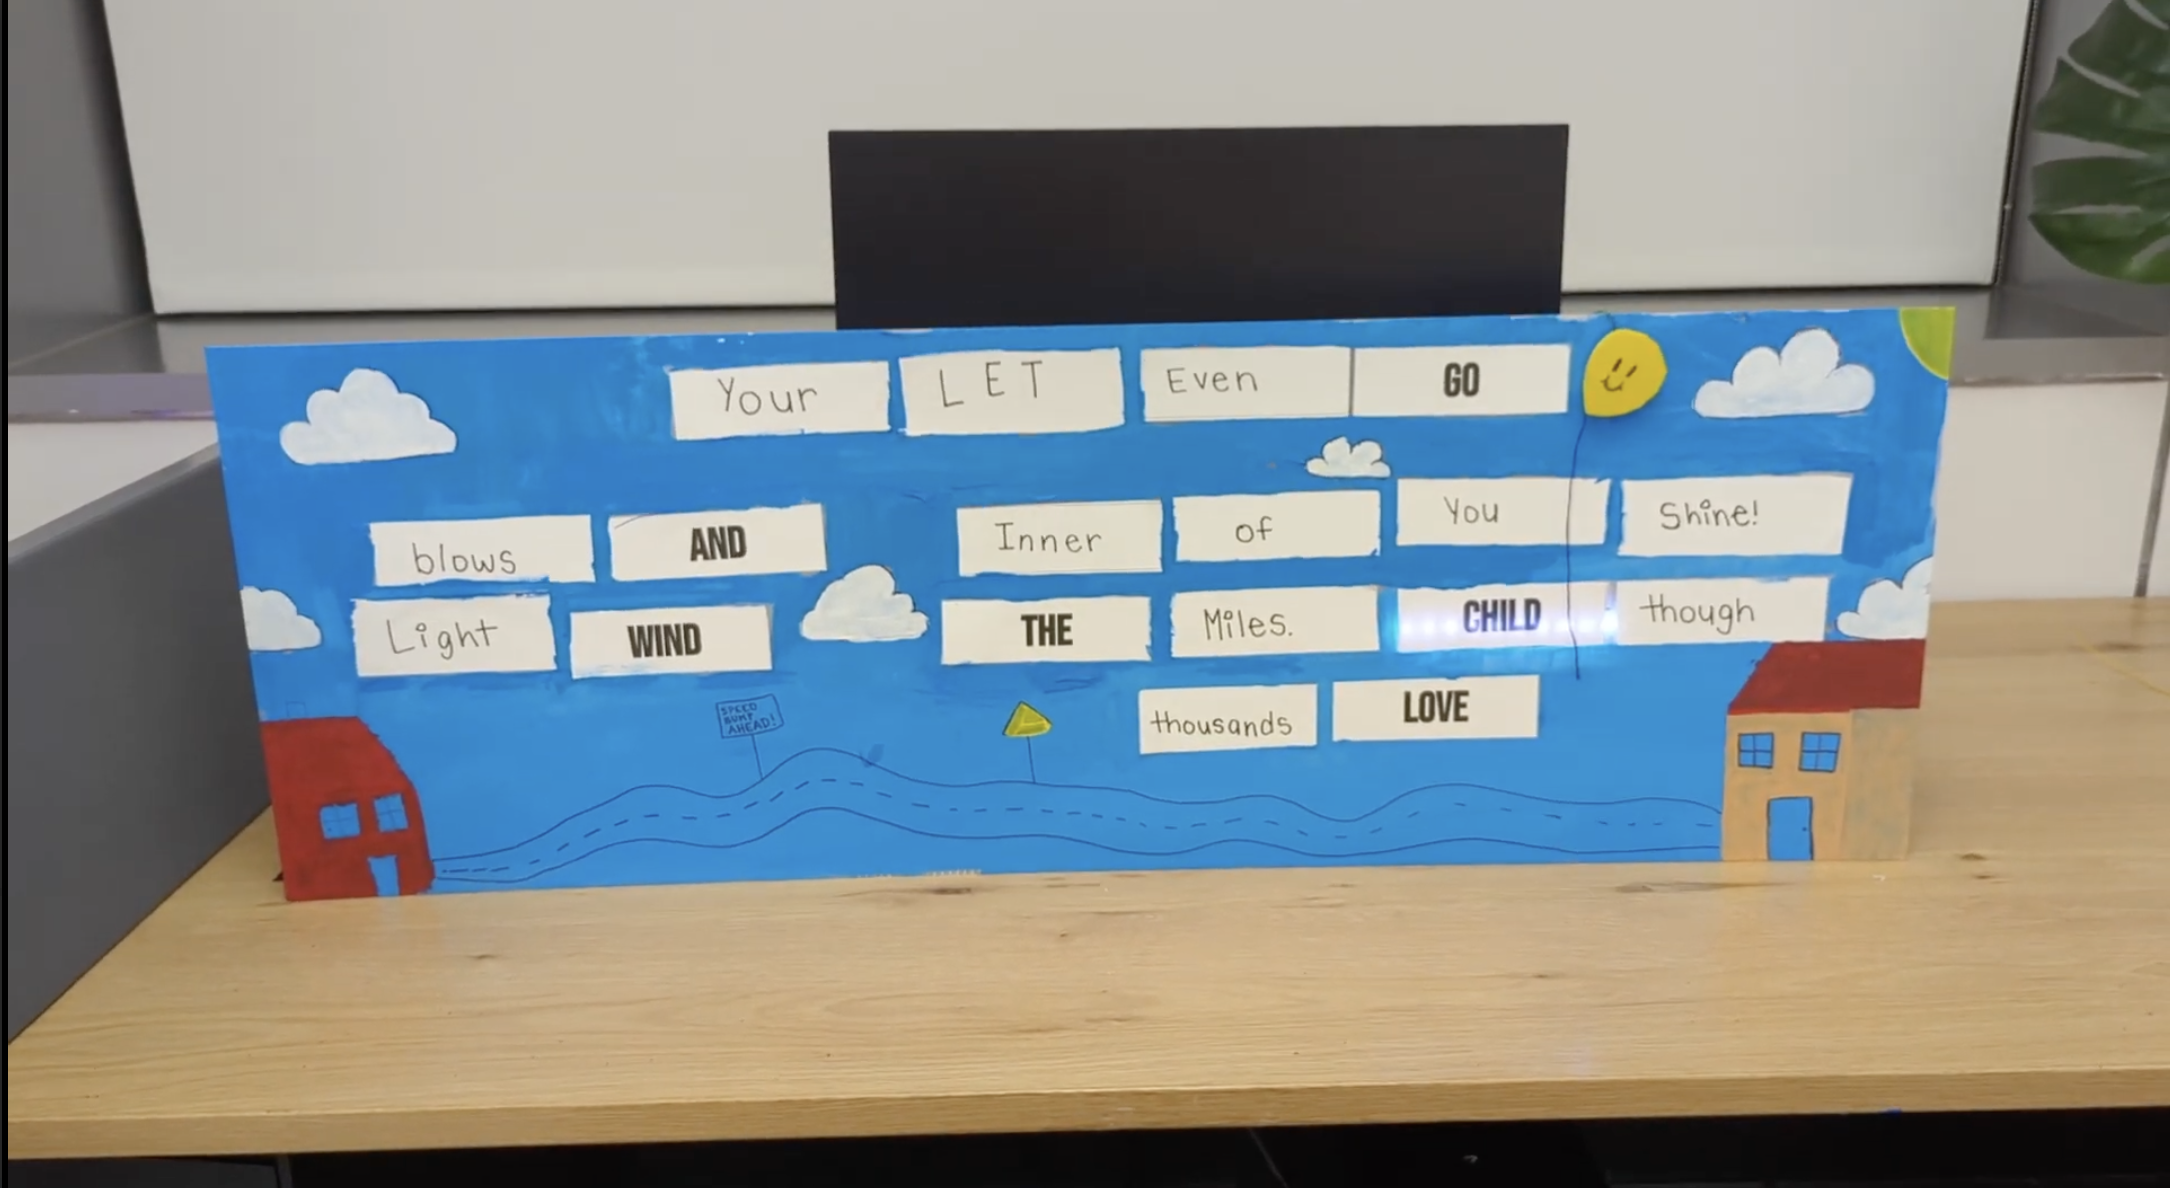 Your LET Even GO
blows AND Inner of You Shine!
Light WIND THE Miles. CHILD though
thousands LOVE
SPEED
BUMP
AHEAD!